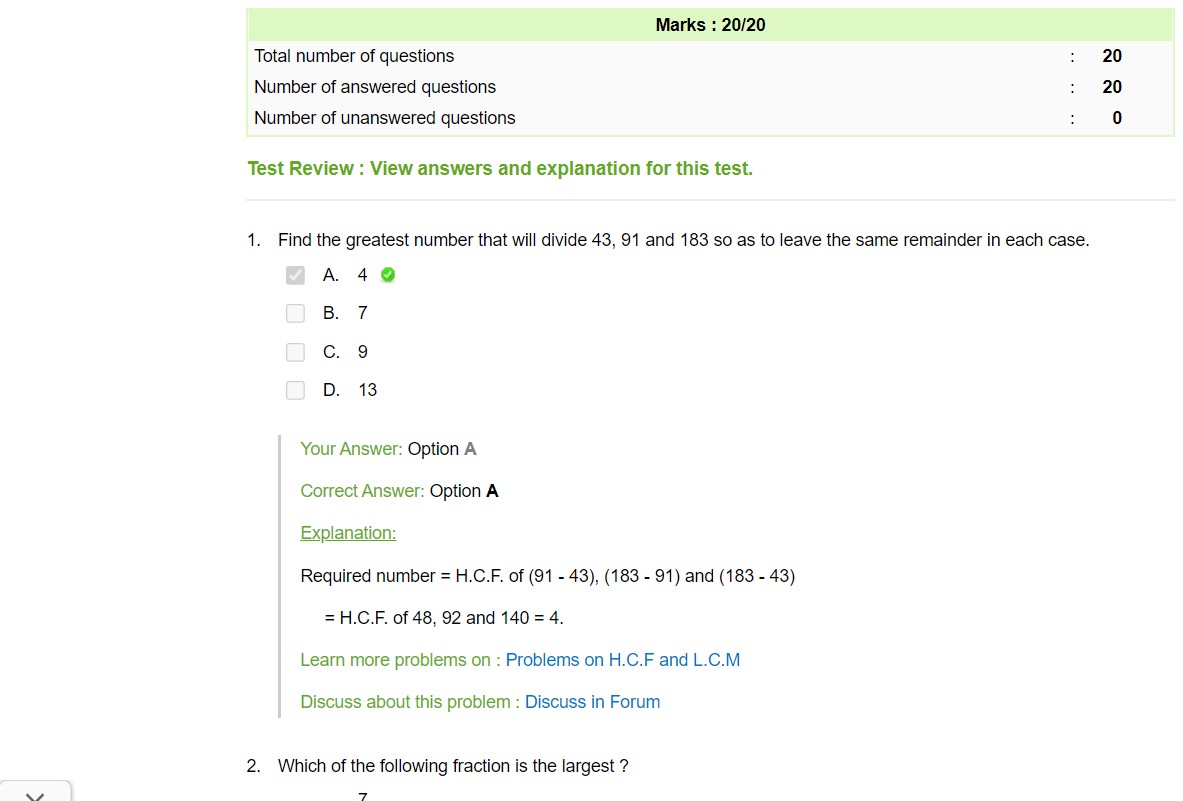 Marks : 20/20
Total number of questions : 20
Number of answered questions : 20
Number of unanswered questions : 0
Test Review : View answers and explanation for this test.
1. Find the greatest number that will divide 43, 91 and 183 so as to leave the same remainder in each case.
A. 4
B. 7
C. 9
D. 13
Your Answer: Option A
Correct Answer: Option A
Explanation:
Required number = H.C.F. of (91 - 43), (183 - 91) and (183 - 43)
= H.C.F. of 48, 92 and 140 = 4.
Learn more problems on : Problems on H.C.F and L.C.M
Discuss about this problem : Discuss in Forum
2. Which of the following fraction is the largest ?
7